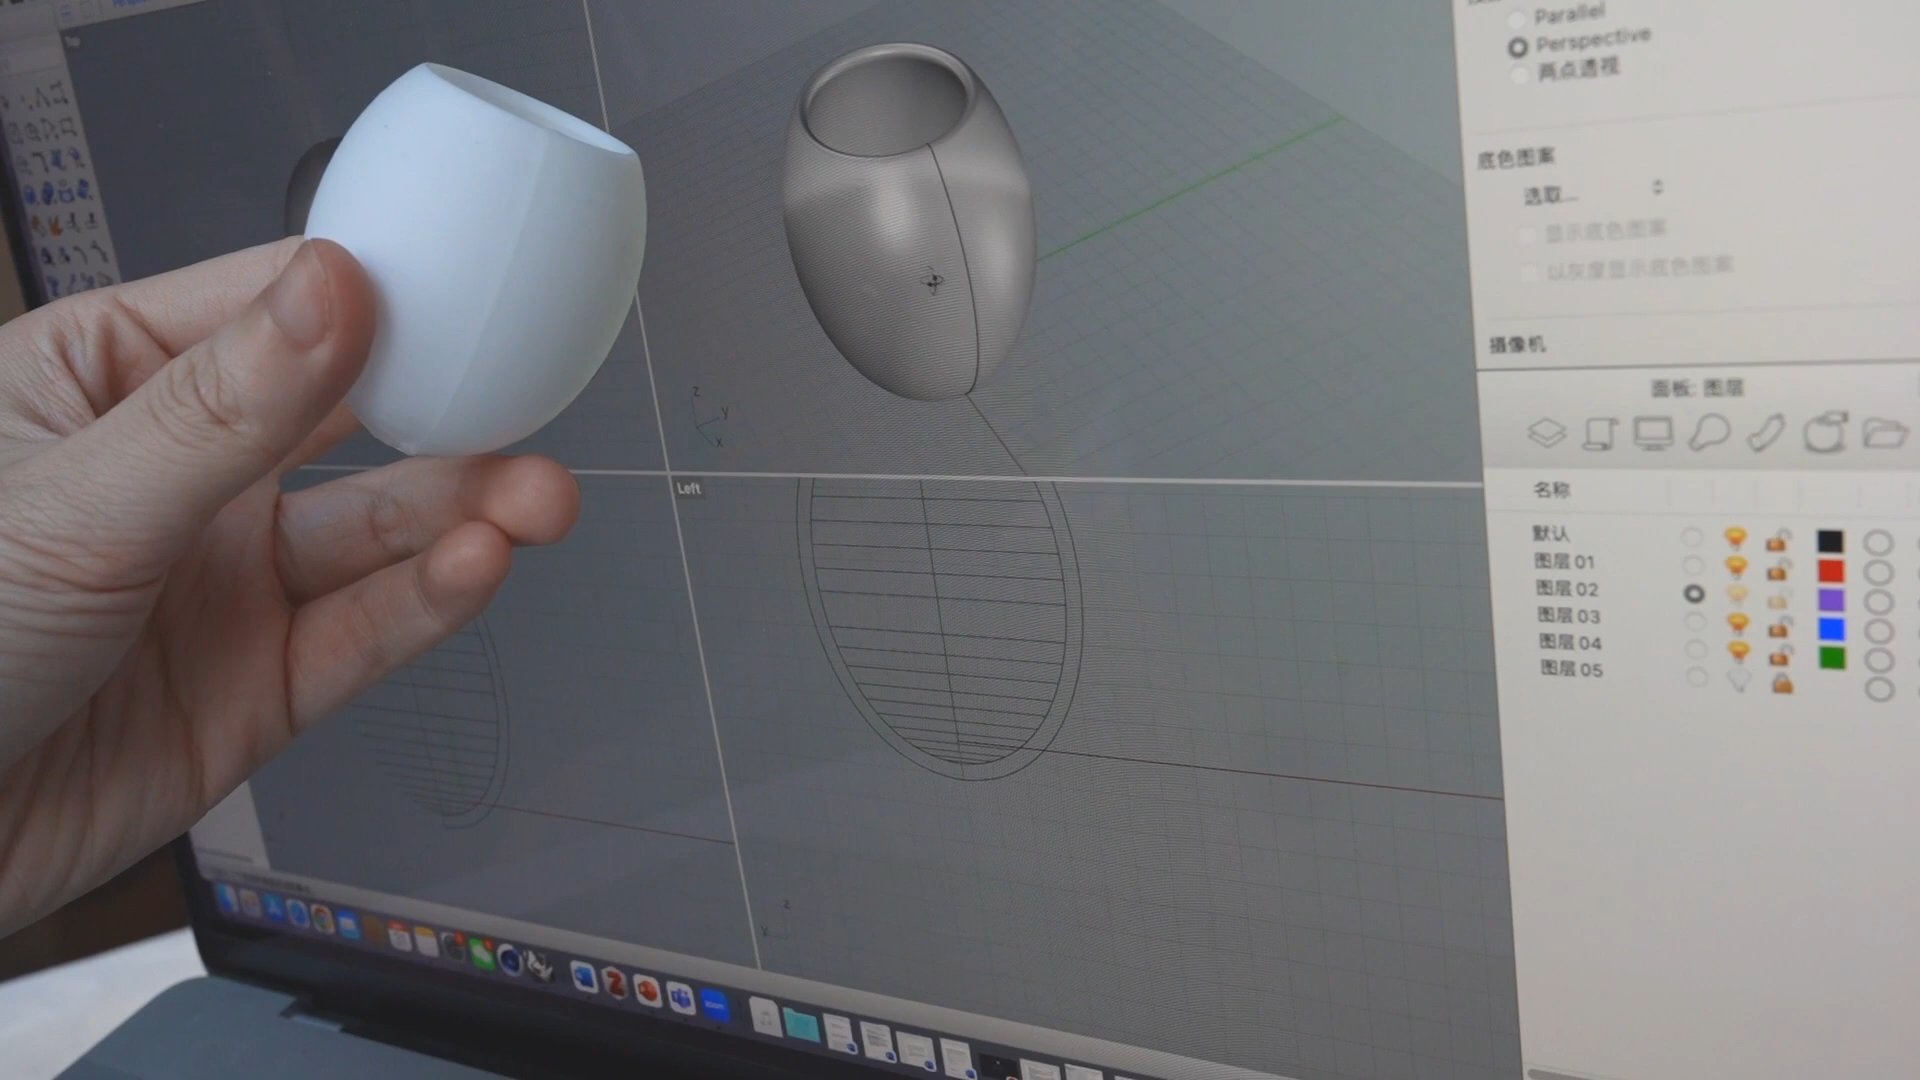 Top
Parallel
Perspective
两点透视
底色图案
选取...
显示底色图案
以灰度显示底色图案
摄像机
面板: 图层
名称
默认
图层 01
图层 02
图层 03
图层 04
图层 05
z
y
x
Left
z
x
zoom